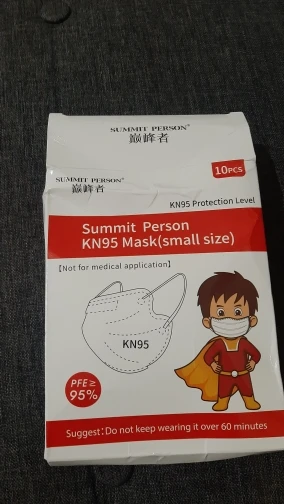 SUMMIT PERSON®
巅峰者
10PCS
SUMMIT PERSON®
巅峰者
KN95 Protection Level
Summit Person
KN95 Mask(small size)
【Not for medical application】
KN95
PFE≥
95%
Suggest:Do not keep wearing it over 60 minutes